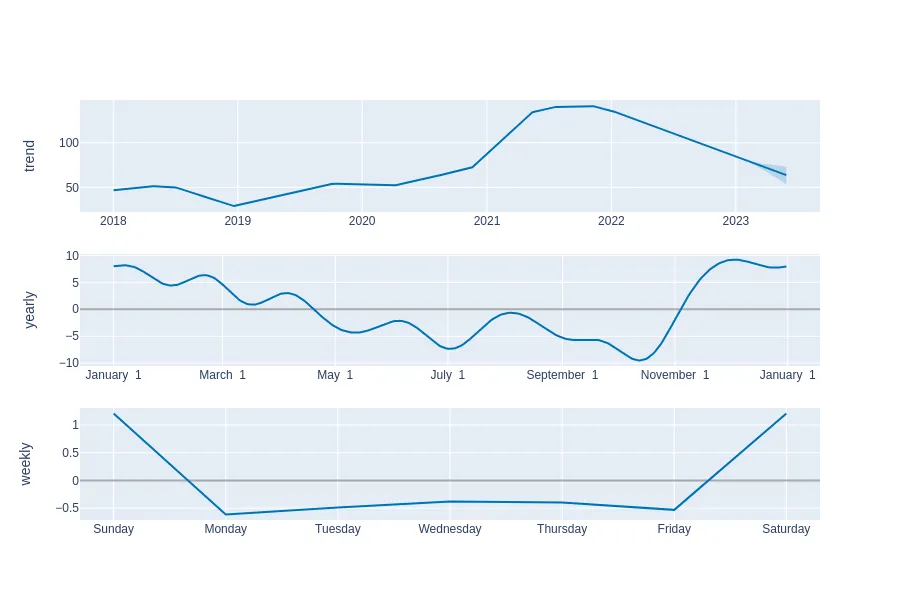 trend
100
50
2018 2019 2020 2021 2022 2023
yearly
10
5
0
−5
−10
January 1 March 1 May 1 July 1 September 1 November 1 January 1
weekly
1
0.5
0
−0.5
Sunday Monday Tuesday Wednesday Thursday Friday Saturday